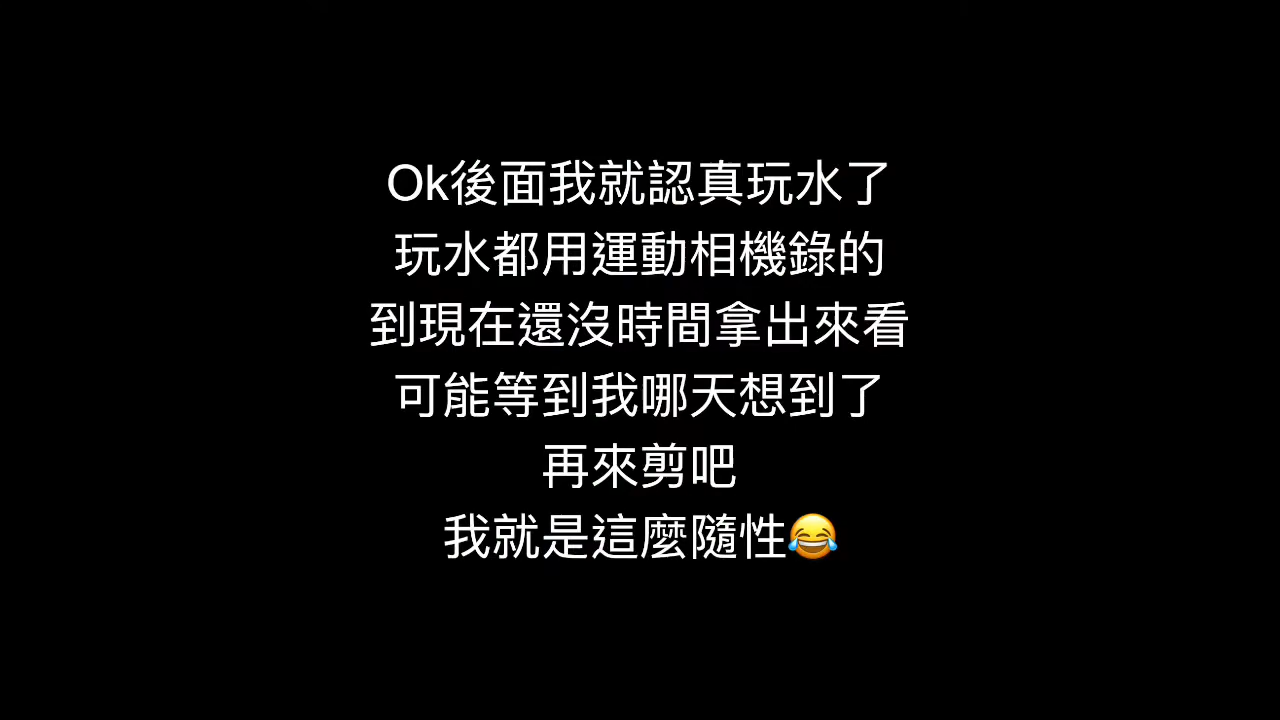 Ok後面我就認真玩水了
玩水都用運動相機錄的
到現在還沒時間拿出來看
可能等到我哪天想到了
再來剪吧
我就是這麼隨性😂